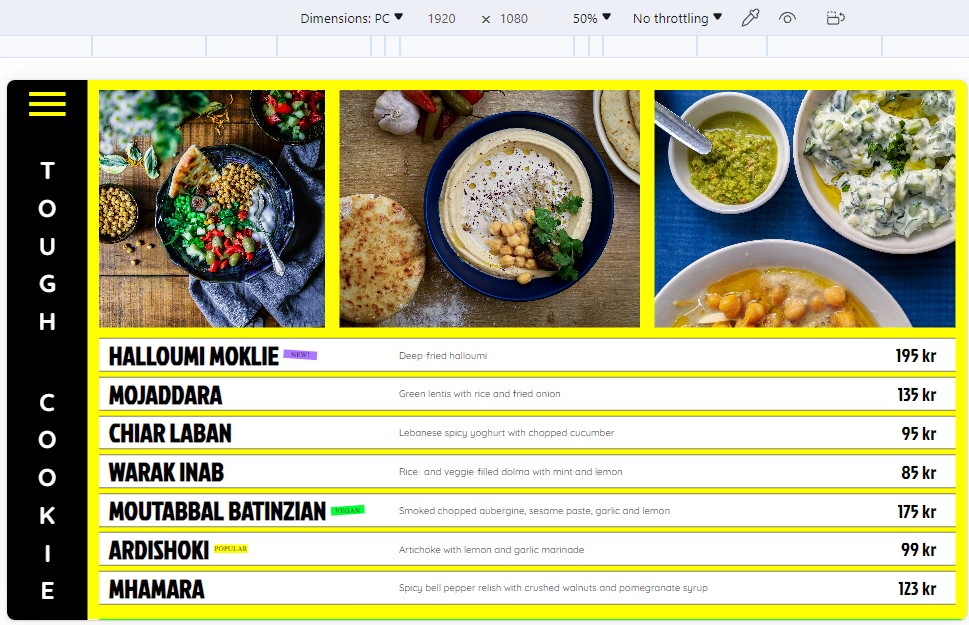 Dimensions: PC 1920 × 1080 50% No throttling
TOUGH
COOKIE
HALLOUMI MOKLIE NEW! Deep-fried halloumi 195 kr
MOJADDARA Green lentis with rice and fried onion 135 kr
CHIAR LABAN Lebanese spicy yoghurt with chopped cucumber 95 kr
WARAK INAB Rice- and veggie-filled dolma with mint and lemon 85 kr
MOUTABBAL BATINZIAN VEGAN Smoked chopped aubergine, sesame paste, garlic and lemon 175 kr
ARDISHOKI POPULAR Artichoke with lemon and garlic marinade 99 kr
MHAMARA Spicy bell pepper relish with crushed walnuts and pomegranate syrup 123 kr